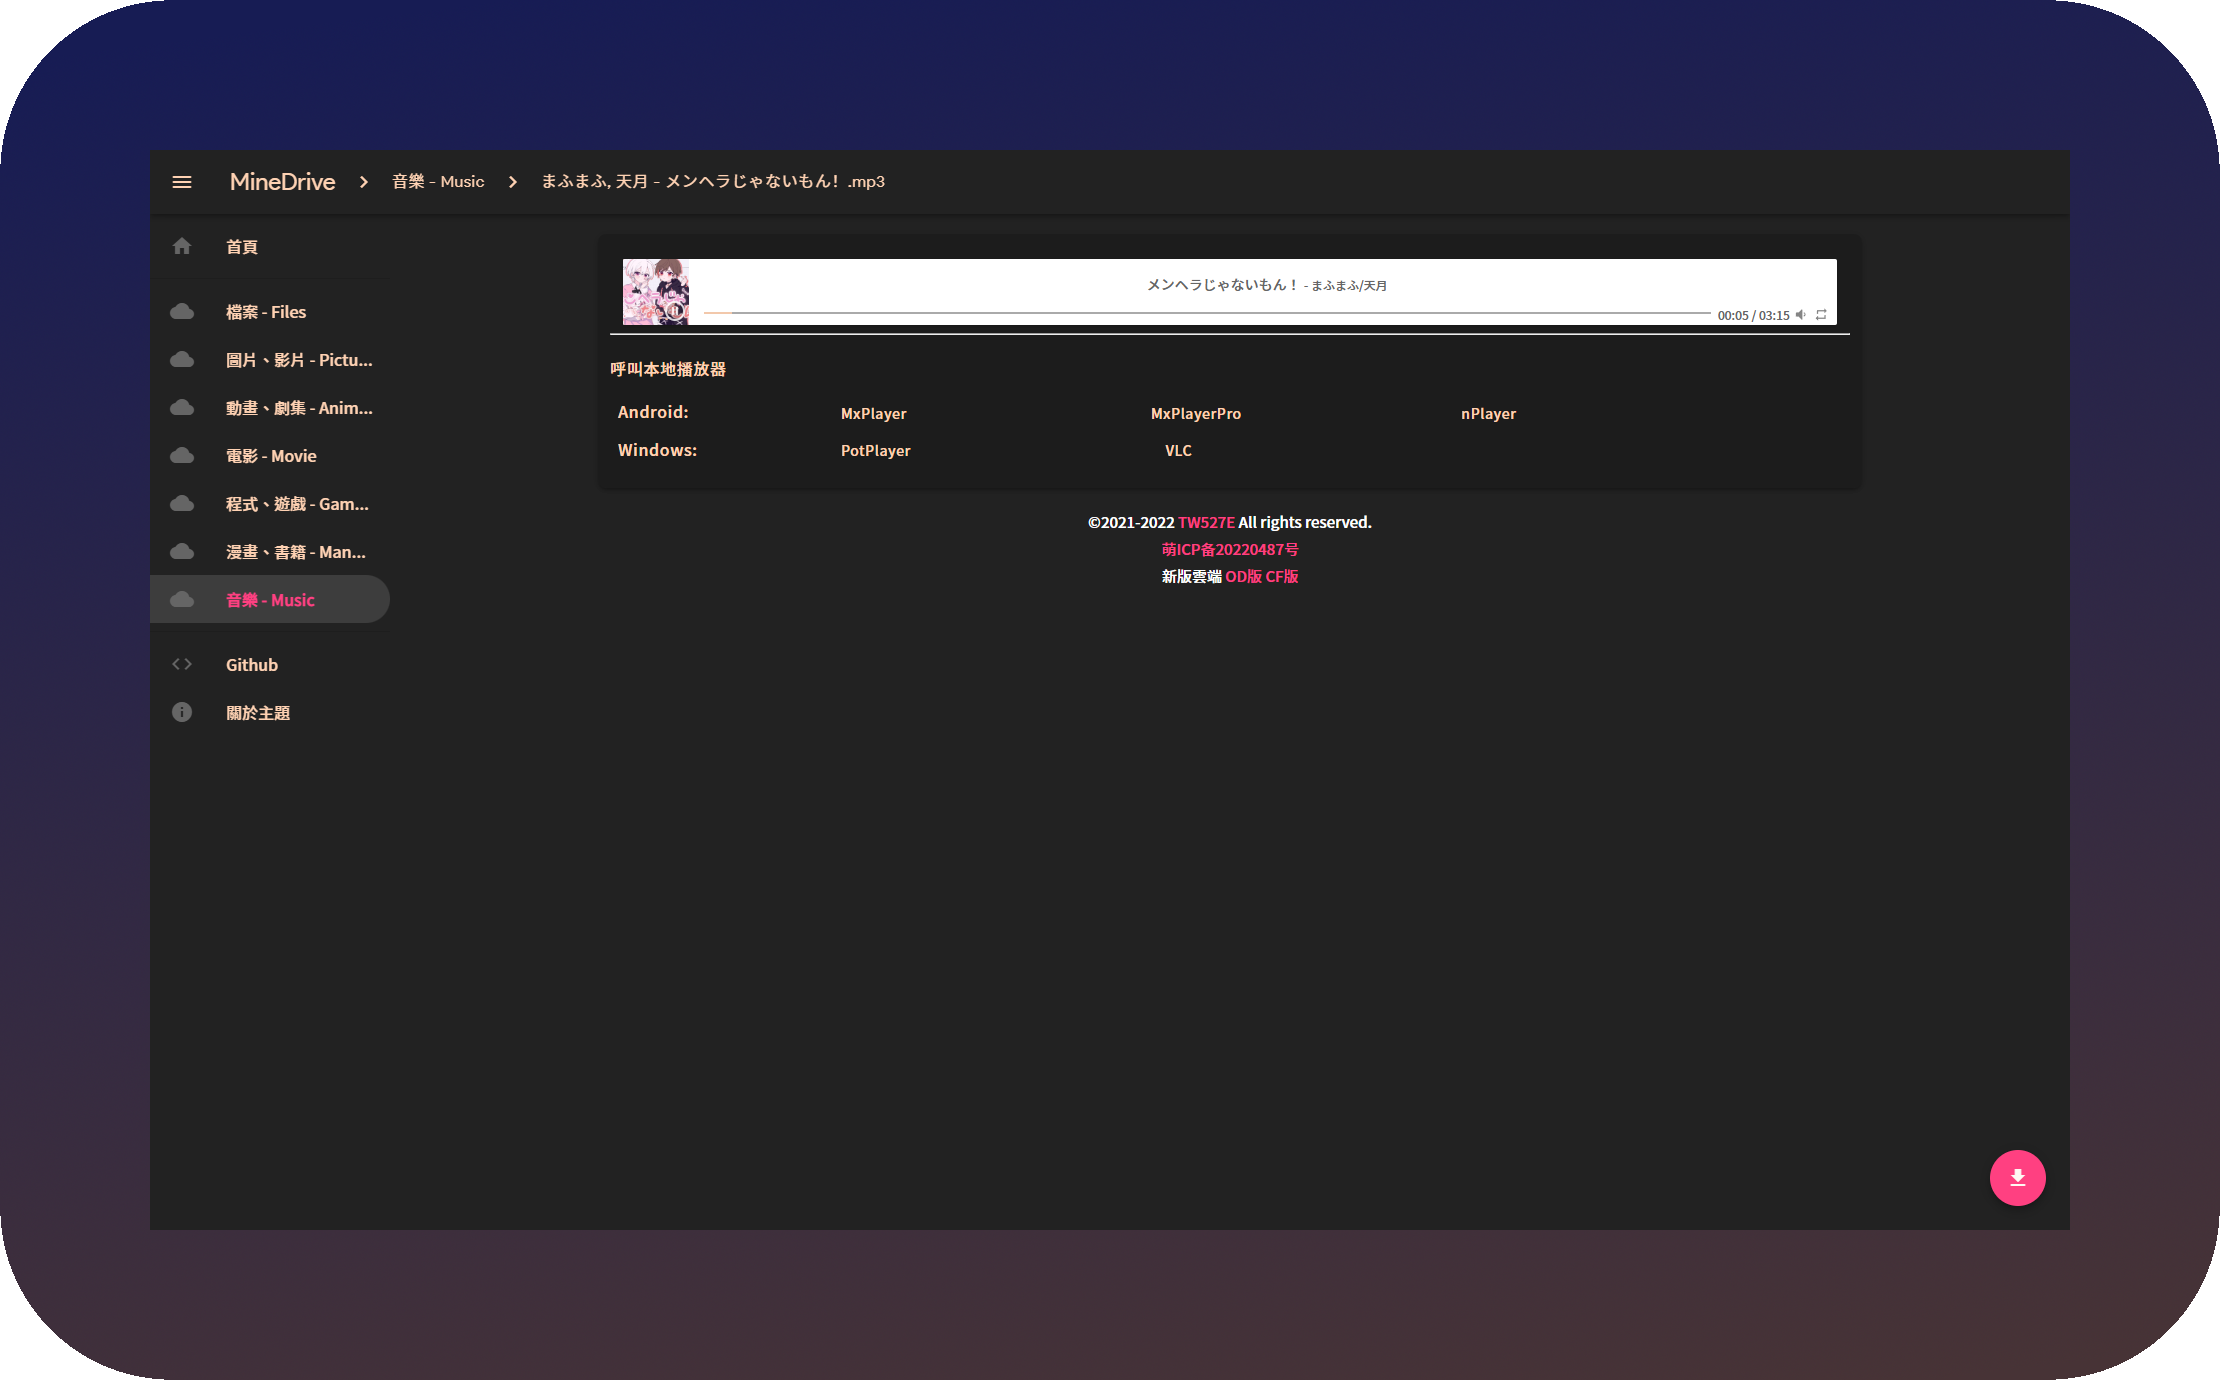 MineDrive > 音樂 - Music > まふまふ, 天月 - メンヘラじゃないもん！.mp3
首頁
檔案 - Files
圖片、影片 - Pictu...
動畫、劇集 - Anim...
電影 - Movie
程式、遊戲 - Gam...
漫畫、書籍 - Man...
音樂 - Music
Github
關於主題
メンヘラじゃないもん！ - まふまふ/天月
00:05 / 03:15
呼叫本地播放器
Android: MxPlayer MxPlayerPro nPlayer
Windows: PotPlayer VLC
©2021-2022 TW527E All rights reserved.
萌ICP备20220487号
新版雲端 OD版 CF版